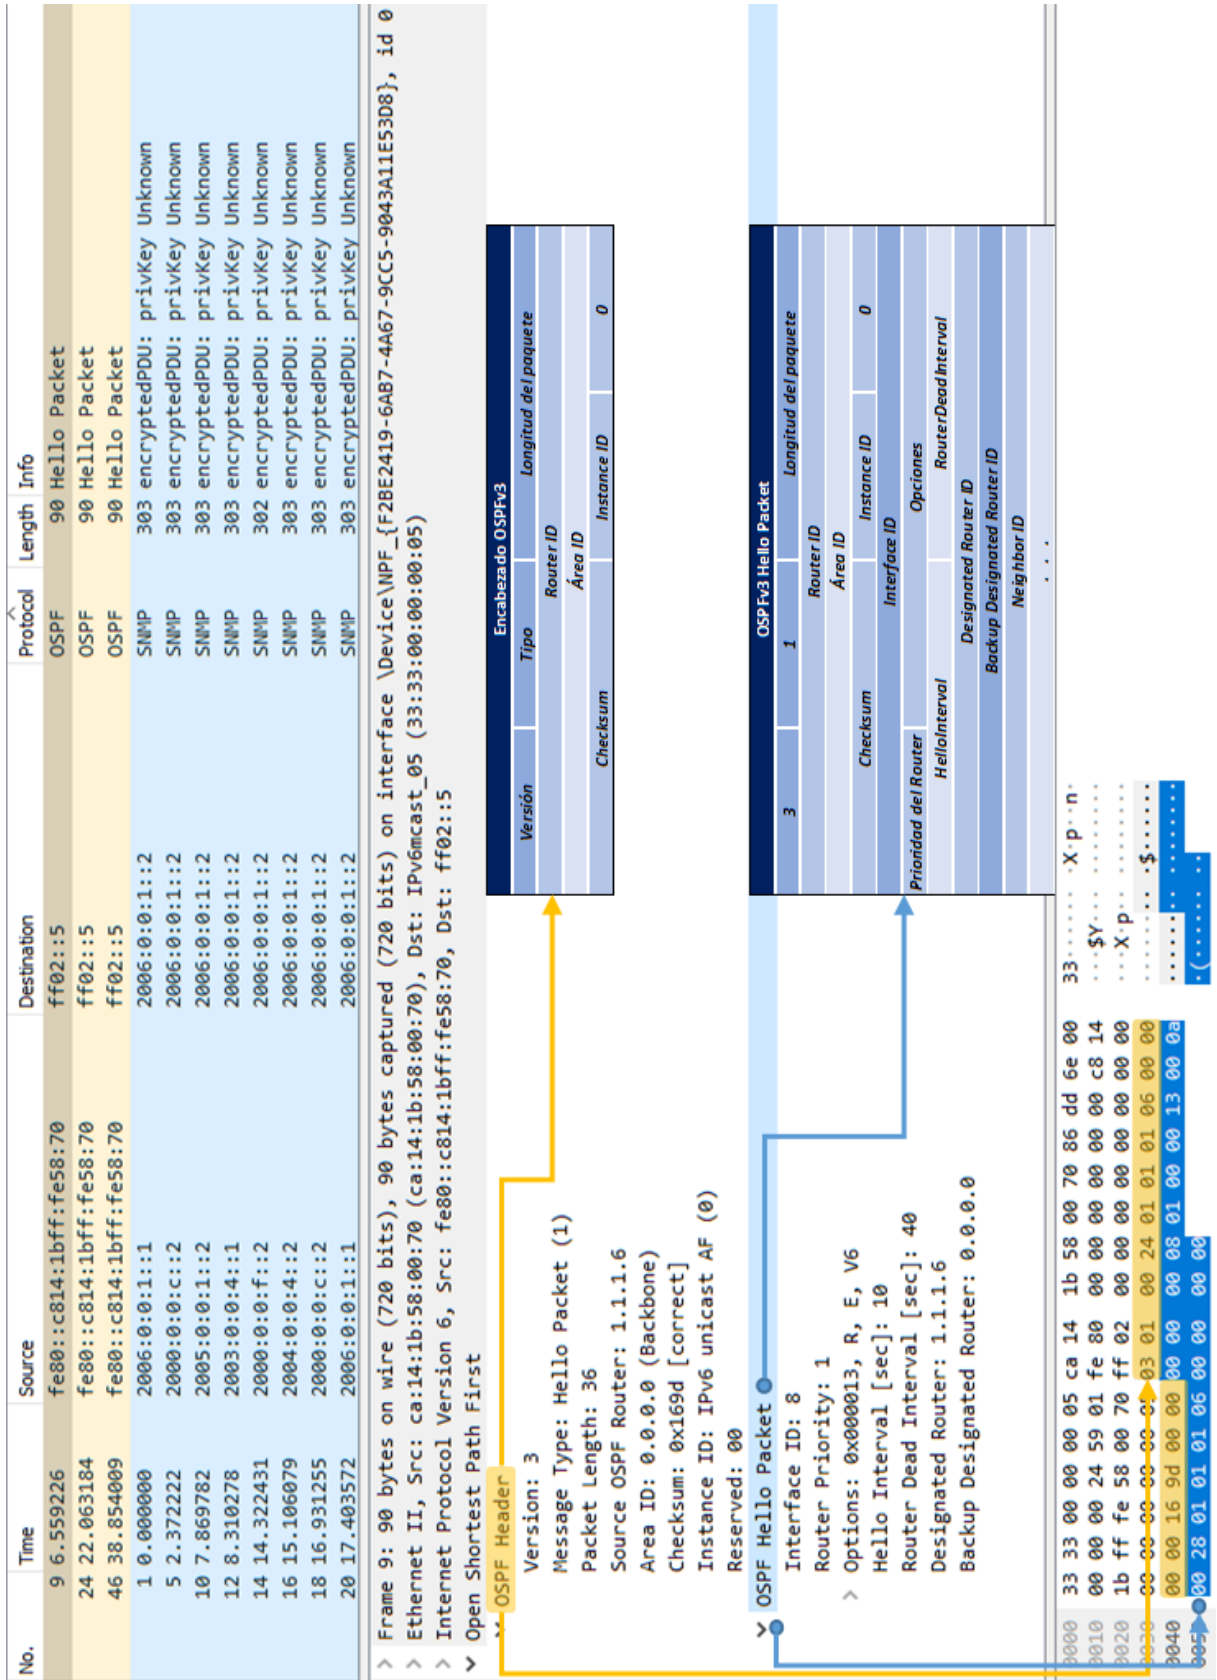 No. Time Source Destination Protocol Length Info
9 6.559226 fe80::c814:1bff:fe58:70 ff02::5 OSPF 90 Hello Packet
24 22.063184 fe80::c814:1bff:fe58:70 ff02::5 OSPF 90 Hello Packet
46 38.854009 fe80::c814:1bff:fe58:70 ff02::5 OSPF 90 Hello Packet
1 0.000000 2006:0:0:1::1 2006:0:0:1::2 SNMP 303 encryptedPDU: privKey Unknown
5 2.372222 2000:0:0:c::2 2006:0:0:1::2 SNMP 303 encryptedPDU: privKey Unknown
10 7.869782 2005:0:0:1::2 2006:0:0:1::2 SNMP 303 encryptedPDU: privKey Unknown
12 8.310278 2003:0:0:4::1 2006:0:0:1::2 SNMP 303 encryptedPDU: privKey Unknown
14 14.322431 2000:0:0:f::2 2006:0:0:1::2 SNMP 302 encryptedPDU: privKey Unknown
16 15.106079 2004:0:0:4::2 2006:0:0:1::2 SNMP 303 encryptedPDU: privKey Unknown
18 16.931255 2000:0:0:c::2 2006:0:0:1::2 SNMP 303 encryptedPDU: privKey Unknown
20 17.403572 2006:0:0:1::1 2006:0:0:1::2 SNMP 303 encryptedPDU: privKey Unknown
> Frame 9: 90 bytes on wire (720 bits), 90 bytes captured (720 bits) on interface \Device\NPF_{F2BE2419-6AB7-4A67-9CC5-9043A11E53D8}, id 0
> Ethernet II, Src: ca:14:1b:58:00:70 (ca:14:1b:58:00:70), Dst: IPv6mcast_05 (33:33:00:00:00:05)
> Internet Protocol Version 6, Src: fe80::c814:1bff:fe58:70, Dst: ff02::5
Open Shortest Path First
OSPF Header
Version: 3
Message Type: Hello Packet (1)
Packet Length: 36
Source OSPF Router: 1.1.1.6
Area ID: 0.0.0.0 (Backbone)
Checksum: 0x169d [correct]
Instance ID: IPv6 unicast AF (0)
Reserved: 00
Encabezado OSPFv3
Versión Tipo Longitud del paquete
Router ID
Área ID
Checksum Instance ID 0
OSPF Hello Packet
Interface ID: 8
Router Priority: 1
> Options: 0x000013, R, E, V6
Hello Interval [sec]: 10
Router Dead Interval [sec]: 40
Designated Router: 1.1.1.6
Backup Designated Router: 0.0.0.0
OSPFv3 Hello Packet
3 1 Longitud del paquete
Router ID
Área ID
Checksum Instance ID 0
Interface ID
Prioridad del Router Opciones
HelloInterval RouterDeadInterval
Designated Router ID
Backup Designated Router ID
Neighbor ID
. . .
0000 33 33 00 00 00 05 ca 14 1b 58 00 70 86 dd 6e 00 33······ ·X·p··n·
0010 00 00 00 24 59 01 fe 80 00 00 00 00 00 00 c8 14 ···$Y··· ········
0020 1b ff fe 58 00 70 ff 02 00 00 00 00 00 00 00 00 ···X·p·· ········
03 01 00 24 01 01 01 06 00 00 ········ ·$······
0040 00 00 16 9d 00 00 00 00 00 08 01 00 00 13 00 0a ········ ········
00 28 01 01 01 06 00 00 00 00 ·(······ ··